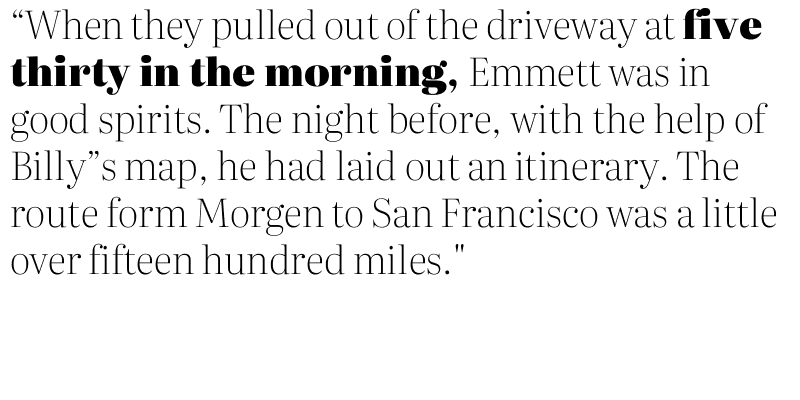 “When they pulled out of the driveway at five
thirty in the morning, Emmett was in
good spirits. The night before, with the help of
Billy”s map, he had laid out an itinerary. The
route form Morgen to San Francisco was a little
over fifteen hundred miles."